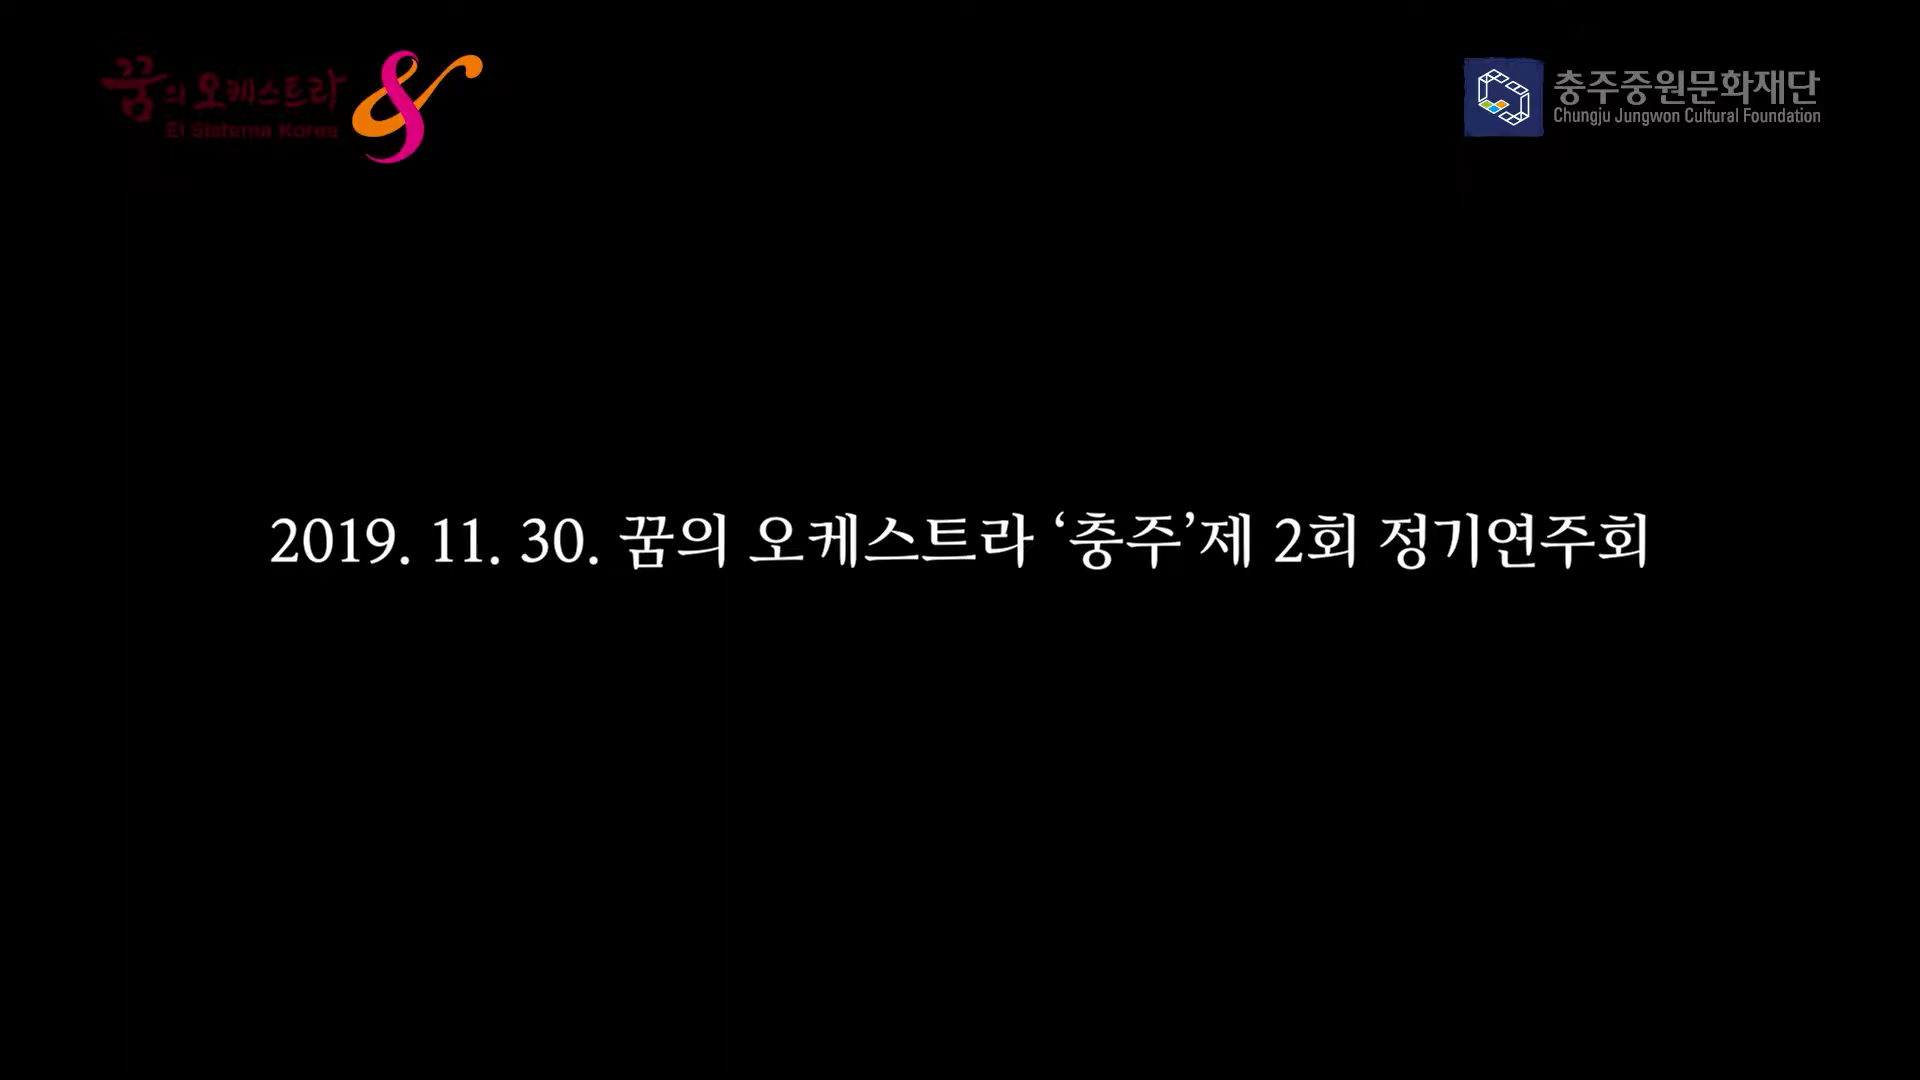 꿈의 오케스트라
El Sistema Korea
충주중원문화재단
Chungju Jungwon Cultural Foundation
2019. 11. 30. 꿈의 오케스트라 ‘충주’제 2회 정기연주회